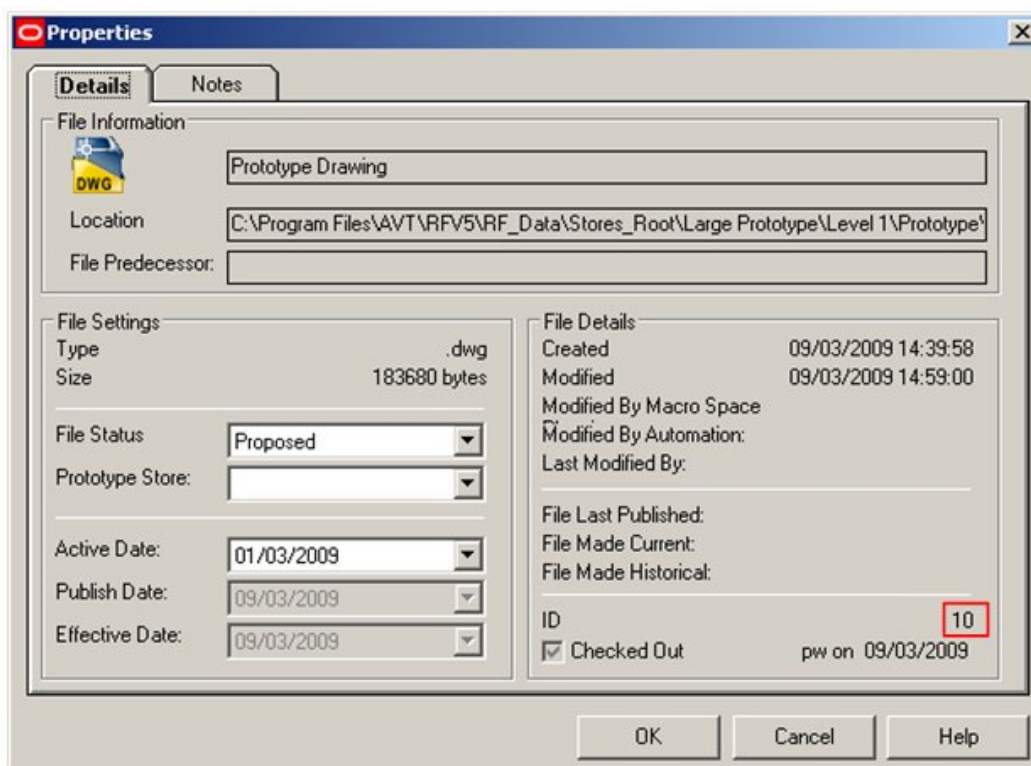 Properties
Details Notes
File Information
DWG
Prototype Drawing
Location C:\Program Files\AVT\RFV5\RF_Data\Stores_Root\Large Prototype\Level 1\Prototype\
File Predecessor:
File Settings
Type .dwg
Size 183680 bytes
File Status Proposed
Prototype Store:
Active Date: 01/03/2009
Publish Date: 09/03/2009
Effective Date: 09/03/2009
File Details
Created 09/03/2009 14:39:58
Modified 09/03/2009 14:59:00
Modified By Macro Space
Modified By Automation:
Last Modified By:
File Last Published:
File Made Current:
File Made Historical:
ID 10
Checked Out pw on 09/03/2009
OK Cancel Help